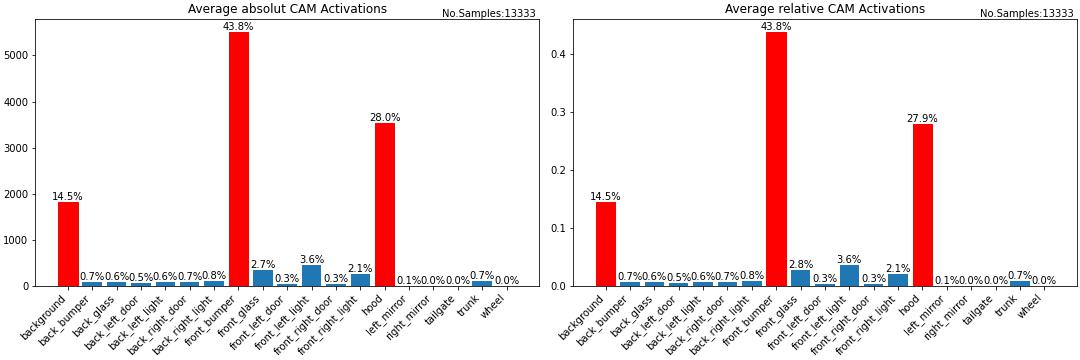 Average absolut CAM Activations
No.Samples:13333
5000
4000
3000
2000
1000
0
14.5%
0.7%
0.6%
0.5%
0.6%
0.7%
0.8%
43.8%
2.7%
0.3%
3.6%
0.3%
2.1%
28.0%
0.1%
0.0%
0.0%
0.7%
0.0%
background
back_bumper
back_glass
back_left_door
back_left_light
back_right_door
back_right_light
front_bumper
front_glass
front_left_door
front_left_light
front_right_door
front_right_light
hood
left_mirror
right_mirror
tailgate
trunk
wheel
Average relative CAM Activations
No.Samples:13333
0.4
0.3
0.2
0.1
0.0
14.5%
0.7%
0.6%
0.5%
0.6%
0.7%
0.8%
43.8%
2.8%
0.3%
3.6%
0.3%
2.1%
27.9%
0.1%
0.0%
0.0%
0.7%
0.0%
background
back_bumper
back_glass
back_left_door
back_left_light
back_right_door
back_right_light
front_bumper
front_glass
front_left_door
front_left_light
front_right_door
front_right_light
hood
left_mirror
right_mirror
tailgate
trunk
wheel